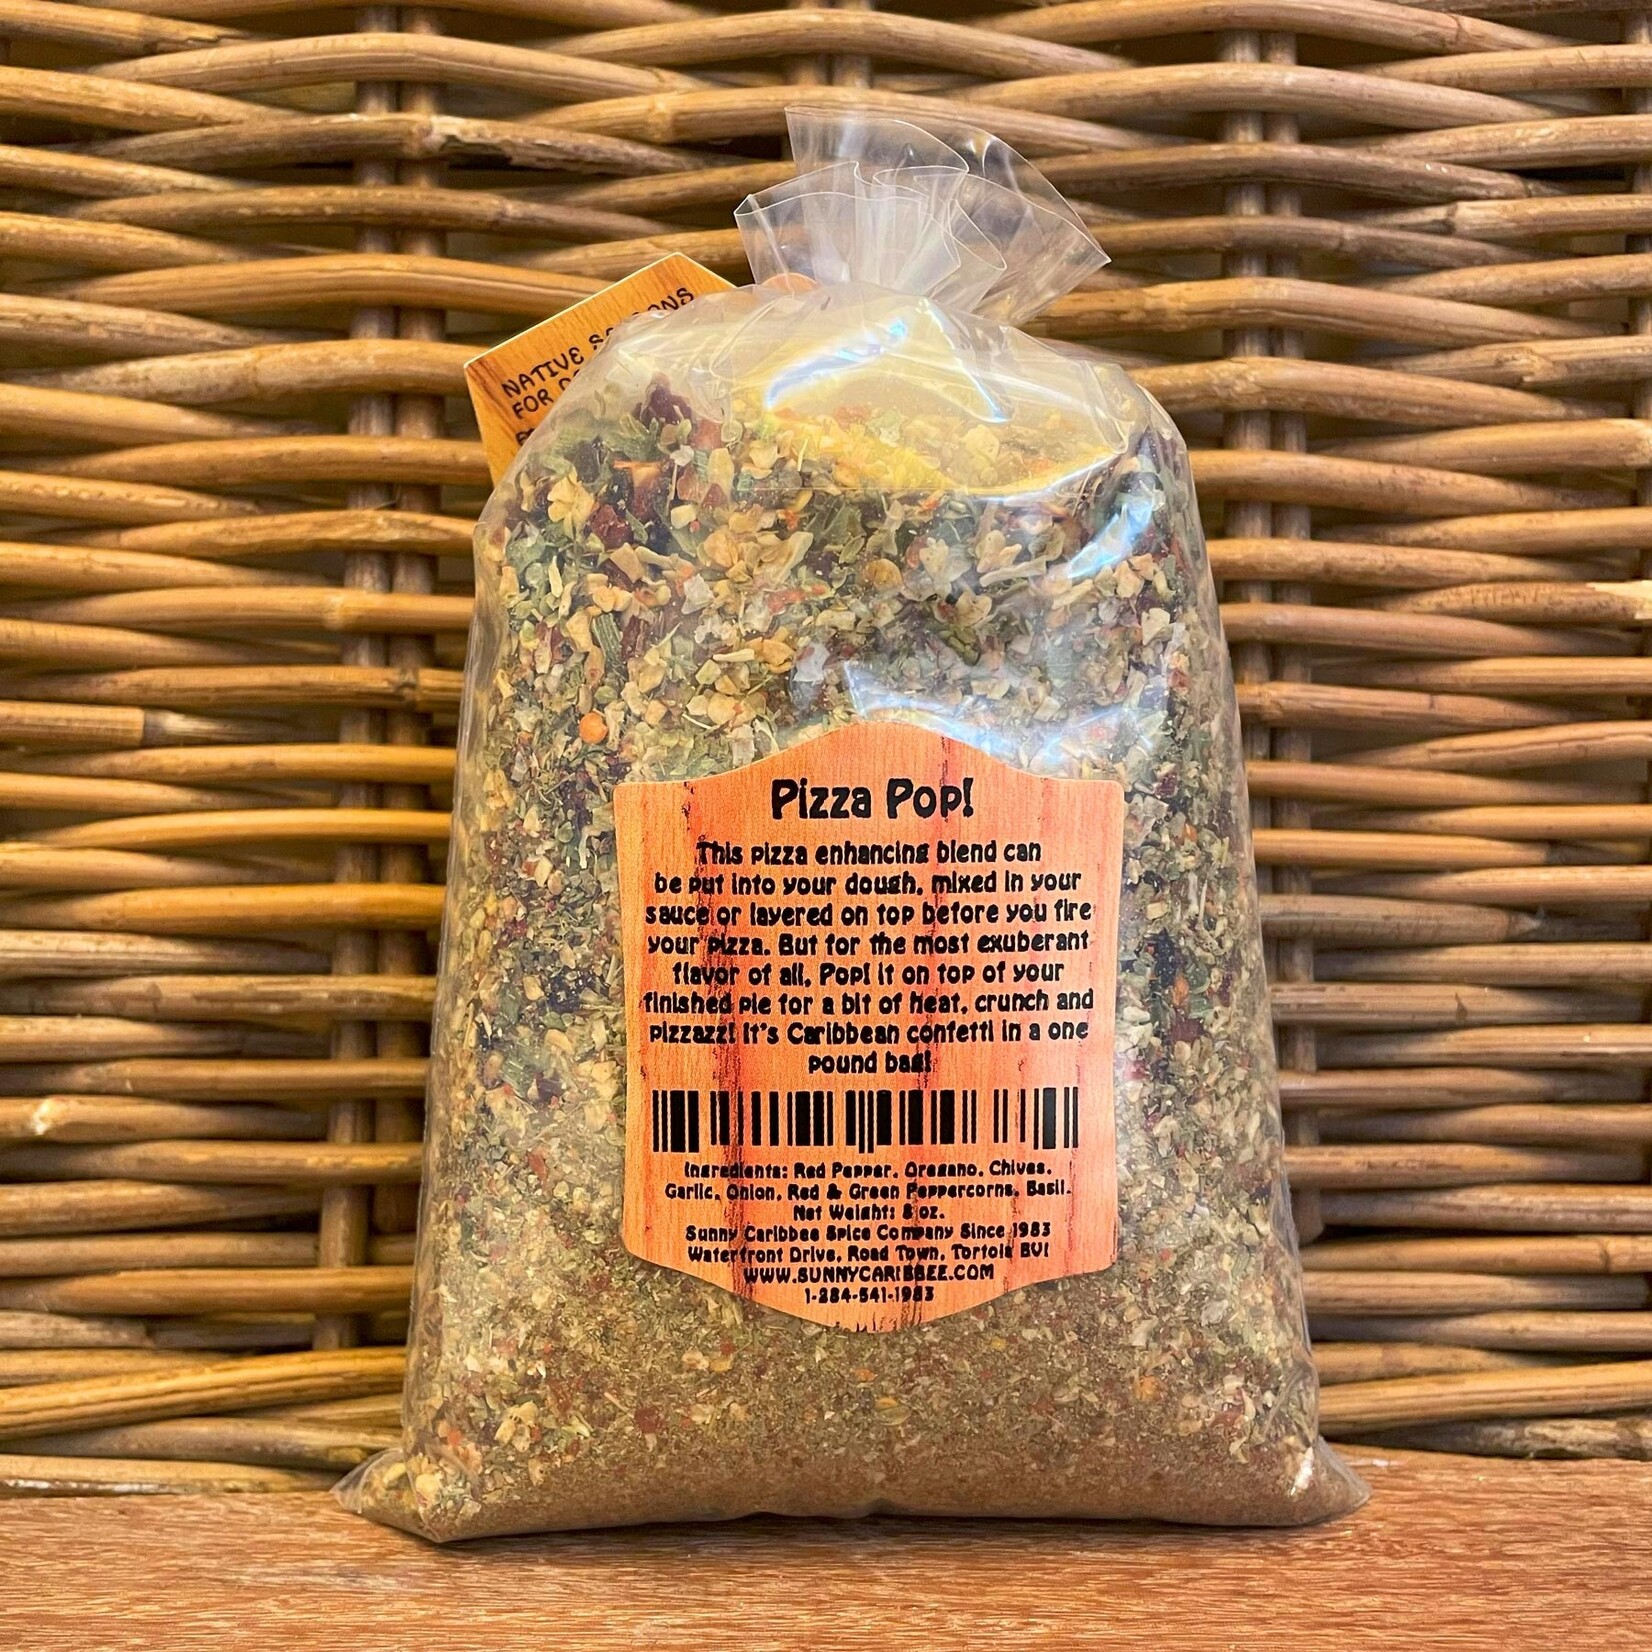 NATIVE
FOR
Pizza Pop!
This pizza enhancing blend can
be put into your dough, mixed in your
sauce or layered on top before you fire
your pizza. But for the most exuberant
flavor of all, Pop! it on top of your
finished pie for a bit of heat, crunch and
pizzazz! It's Caribbean confetti in a one
pound bag!
Ingredients: Red Pepper, Oregano, Chives,
Garlic, Onion, Red & Green Peppercorns, Basil.
Net Weight: 8 oz.
Sunny Caribbee Spice Company Since 1983
Waterfront Drive, Road Town, Tortola BVI
WWW.SUNNYCARIBBEE.COM
1-284-541-1983